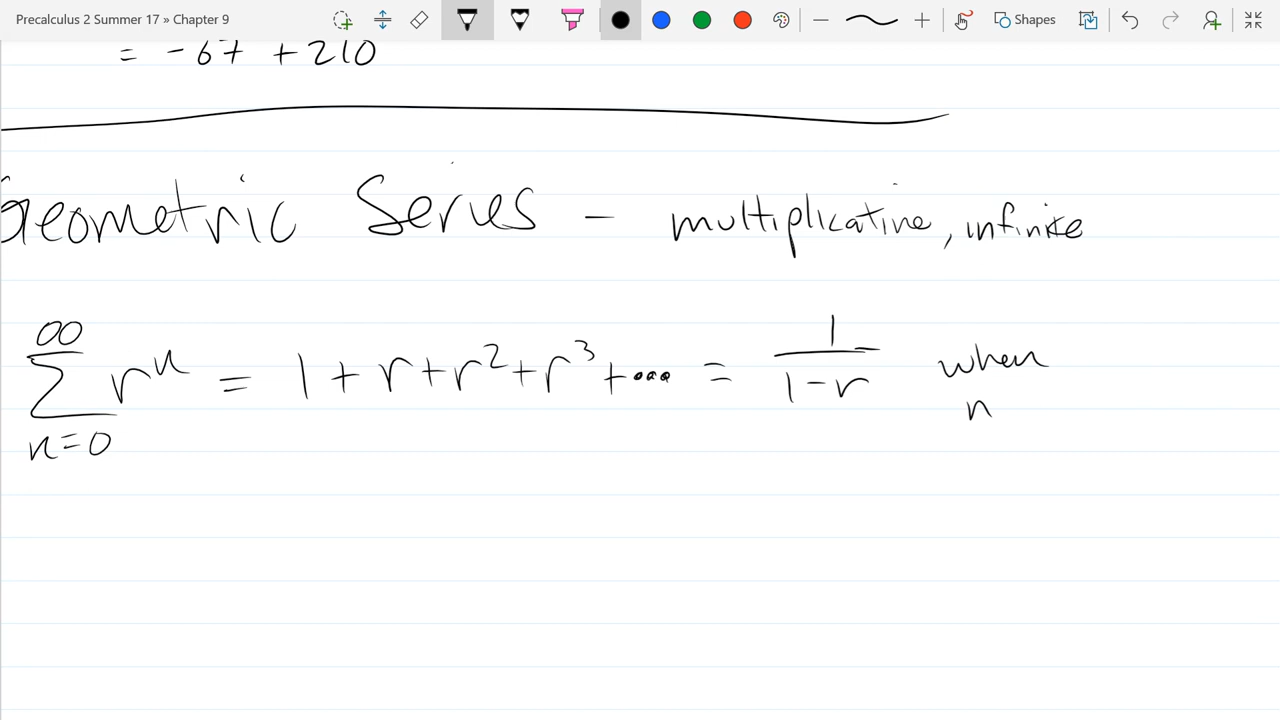 Precalculus 2 Summer 17 » Chapter 9
Shapes
= -67 + 210
Geometric Series - multiplicative, infinite
∞
∑ rⁿ = 1 + r + r² + r³ + ... = 1/(1-r) when
n
n=0